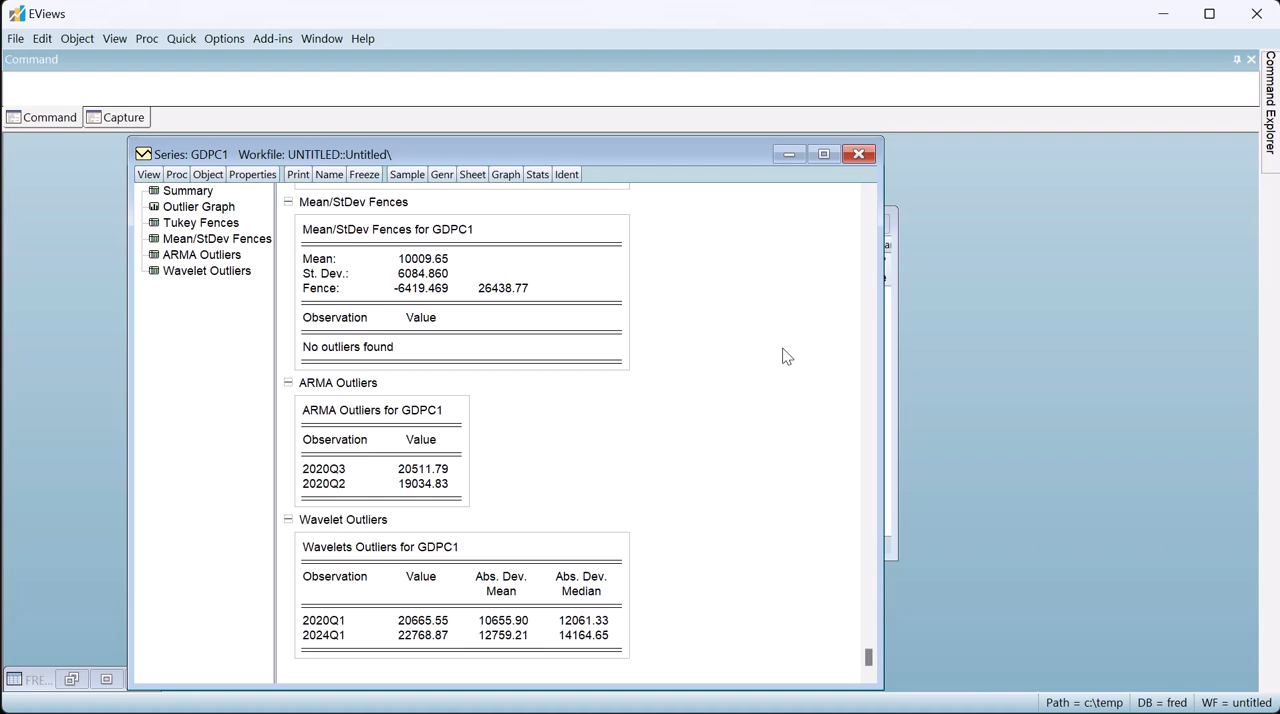 EViews
File Edit Object View Proc Quick Options Add-ins Window Help
Command
Command Capture
Command Explorer
Series: GDPC1 Workfile: UNTITLED::Untitled\
View Proc Object Properties Print Name Freeze Sample Genr Sheet Graph Stats Ident
Summary
Outlier Graph
Tukey Fences
Mean/StDev Fences
ARMA Outliers
Wavelet Outliers
Mean/StDev Fences
Mean/StDev Fences for GDPC1
Mean: 10009.65
St. Dev.: 6084.860
Fence: -6419.469 26438.77
Observation Value
No outliers found
ARMA Outliers
ARMA Outliers for GDPC1
Observation Value
2020Q3 20511.79
2020Q2 19034.83
Wavelet Outliers
Wavelets Outliers for GDPC1
Observation Value Abs. Dev. Abs. Dev.
Mean Median
2020Q1 20665.55 10655.90 12061.33
2024Q1 22768.87 12759.21 14164.65
FRE...
Path = c:\temp DB = fred WF = untitled